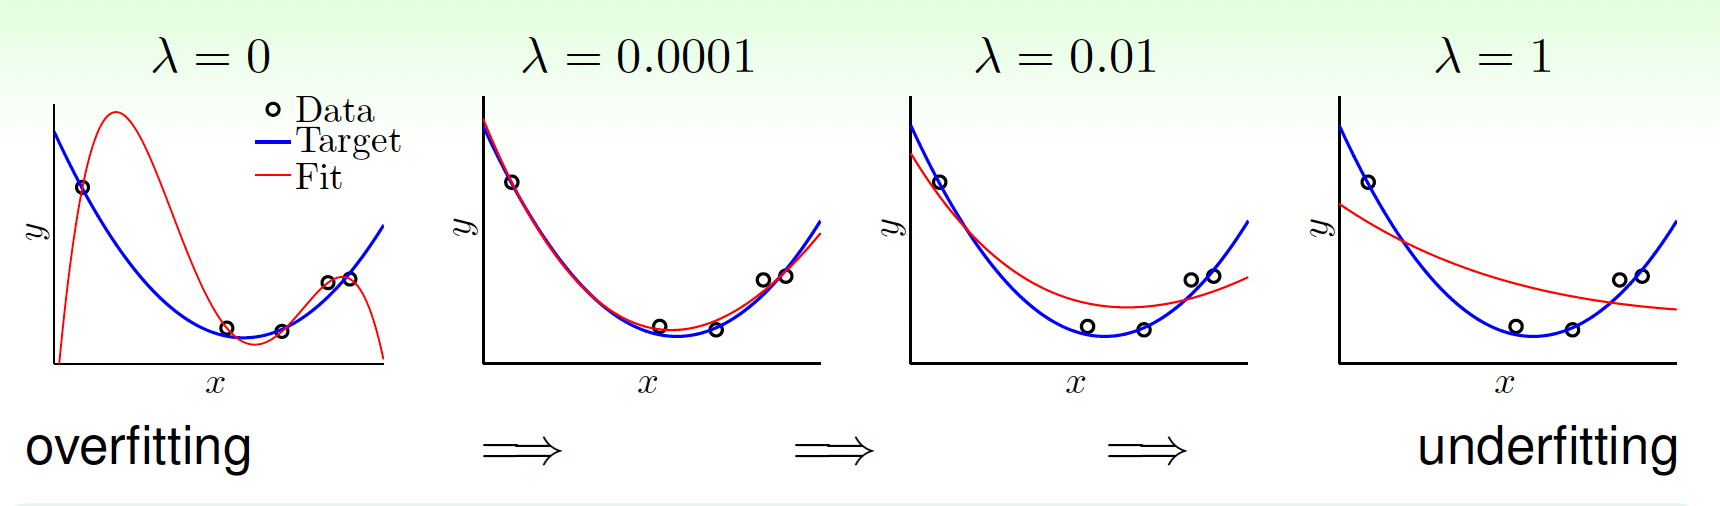 λ = 0 λ = 0.0001 λ = 0.01 λ = 1
Data
Target
Fit
y y y y
x x x x
overfitting ⟹ ⟹ ⟹ underfitting